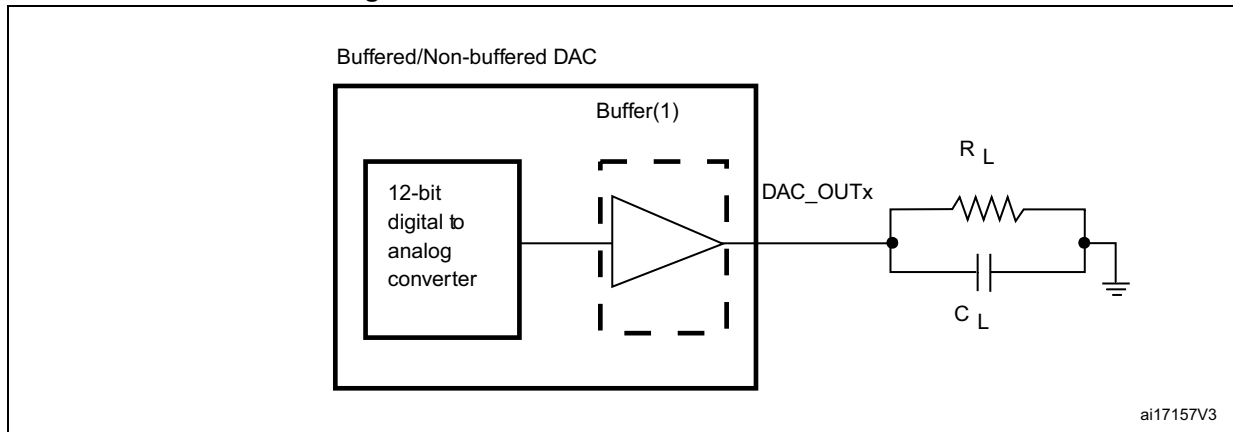 Buffered/Non-buffered DAC
Buffer(1)
12-bit
digital to
analog
converter
DAC_OUTx
R L
C L
ai17157V3